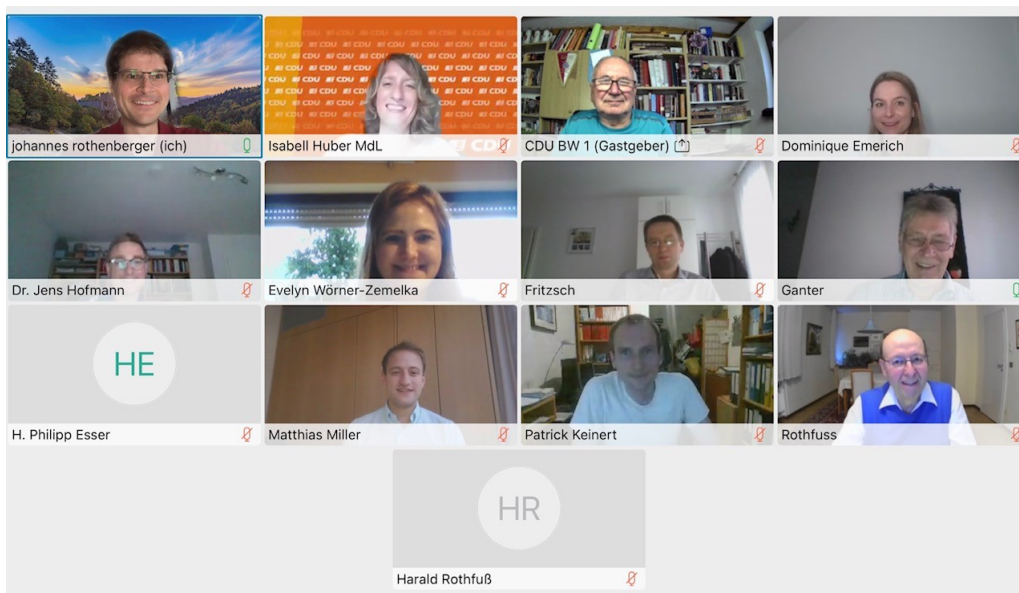 johannes rothenberger (ich)
Isabell Huber MdL
CDU
CDU BW 1 (Gastgeber)
Dominique Emerich
Dr. Jens Hofmann
Evelyn Wörner-Zemelka
Fritzsch
Ganter
HE
H. Philipp Esser
Matthias Miller
Patrick Keinert
Rothfuss
HR
Harald Rothfuß